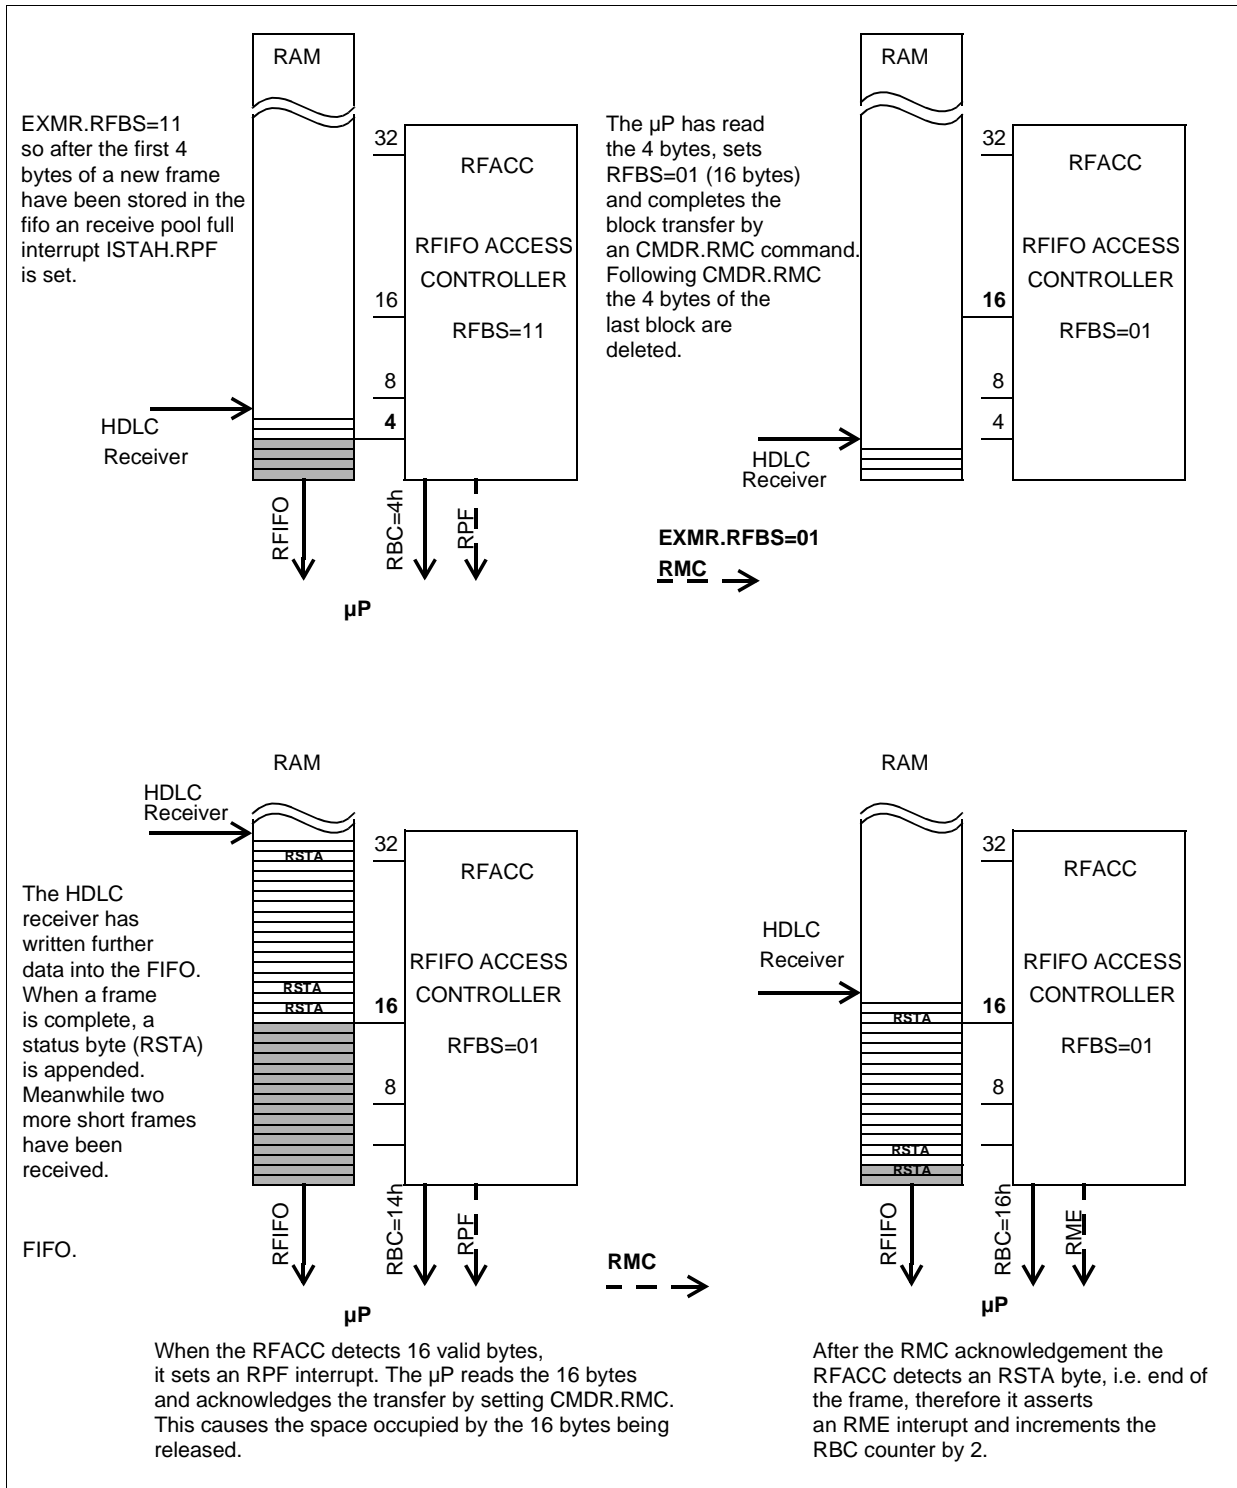 RAM
EXMR.RFBS=11
so after the first 4
bytes of a new frame
have been stored in the
fifo an receive pool full
interrupt ISTAH.RPF
is set.
32
RFACC
RFIFO ACCESS
CONTROLLER
16
RFBS=11
8
4
HDLC
Receiver
RFIFO
RBC=4h
RPF
µP
RAM
The µP has read
the 4 bytes, sets
RFBS=01 (16 bytes)
and completes the
block transfer by
an CMDR.RMC command.
Following CMDR.RMC
the 4 bytes of the
last block are
deleted.
32
RFACC
RFIFO ACCESS
CONTROLLER
16
RFBS=01
8
4
HDLC
Receiver
EXMR.RFBS=01
RMC
RAM
HDLC
Receiver
RSTA
32
RFACC
The HDLC
receiver has
written further
data into the FIFO.
When a frame
is complete, a
status byte (RSTA)
is appended.
Meanwhile two
more short frames
have been
received.
RFIFO ACCESS
CONTROLLER
RSTA
RSTA
16
RFBS=01
8
FIFO.
RFIFO
RBC=14h
RPF
µP
RMC
When the RFACC detects 16 valid bytes,
it sets an RPF interrupt. The µP reads the 16 bytes
and acknowledges the transfer by setting CMDR.RMC.
This causes the space occupied by the 16 bytes being
released.
RAM
32
RFACC
HDLC
Receiver
RFIFO ACCESS
CONTROLLER
RSTA
16
RFBS=01
8
RSTA
RSTA
RFIFO
RBC=16h
RME
µP
After the RMC acknowledgement the
RFACC detects an RSTA byte, i.e. end of
the frame, therefore it asserts
an RME interupt and increments the
RBC counter by 2.